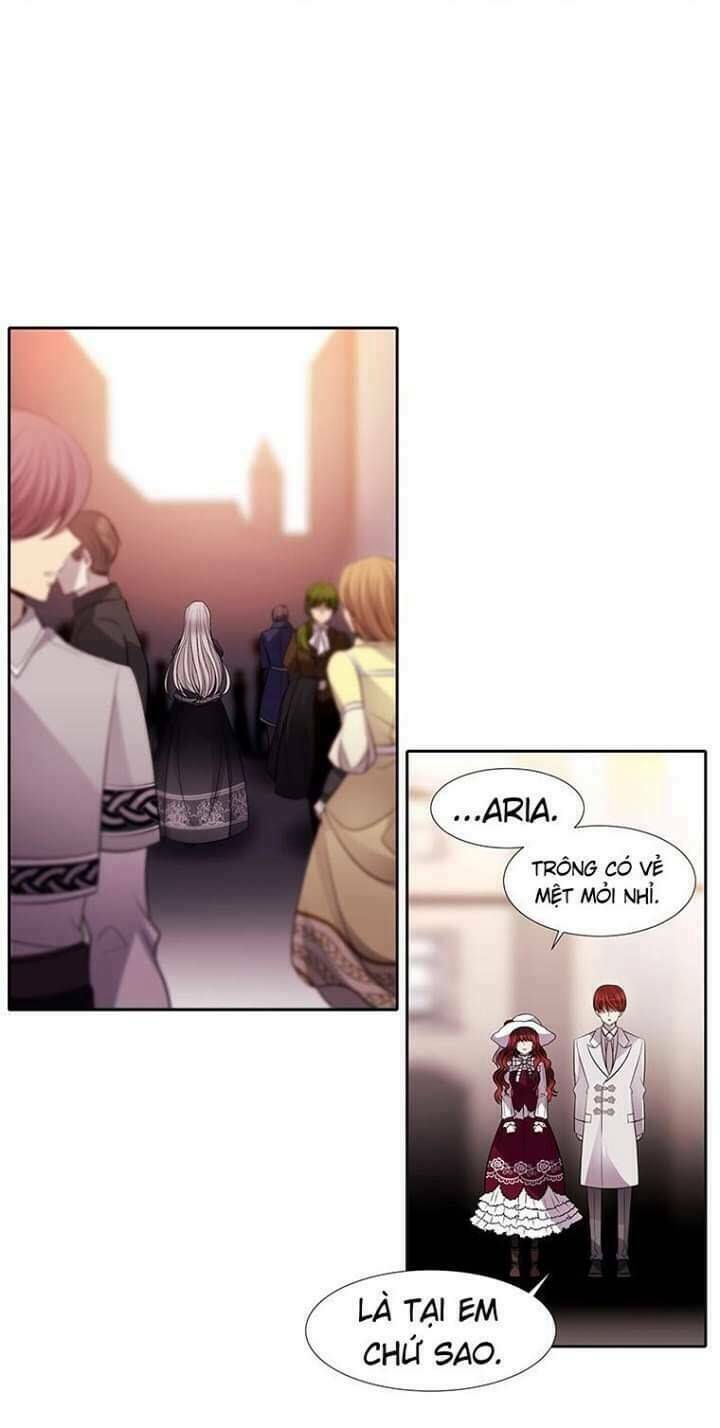 ...ARIA.
TRÔNG CÓ VẺ
MỆT MỎI NHỈ.
LÀ TẠI EM
CHỨ SAO.